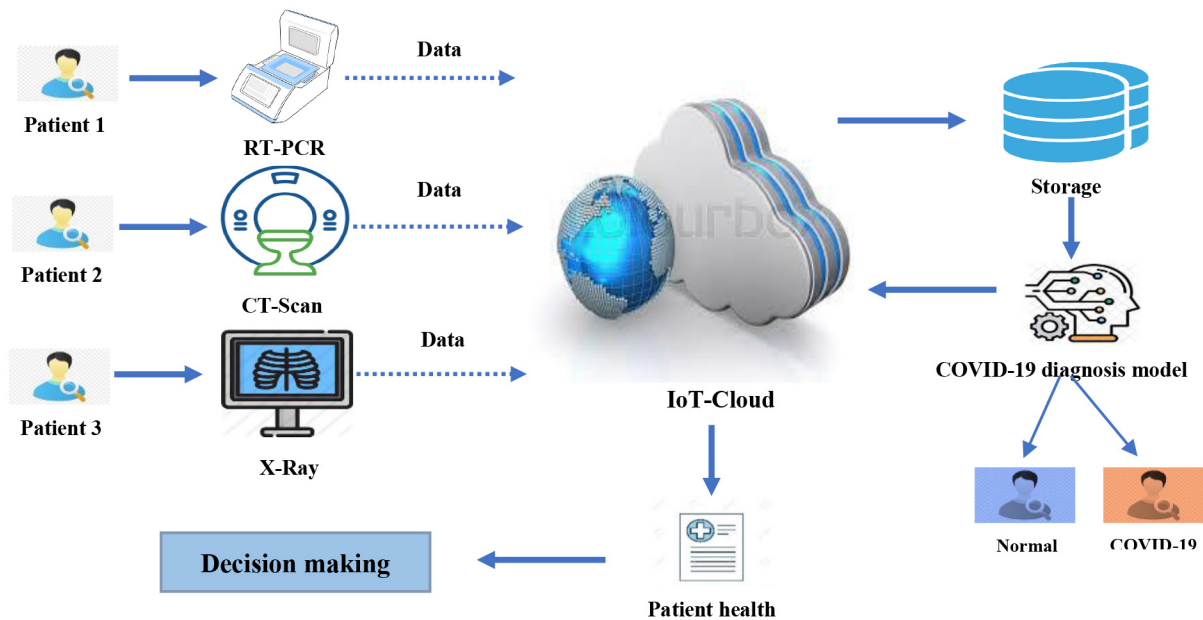 Data
Patient 1
RT-PCR
Data
Storage
Patient 2
CT-Scan
Data
COVID-19 diagnosis model
IoT-Cloud
Patient 3
X-Ray
Decision making
Normal
COVID-19
Patient health